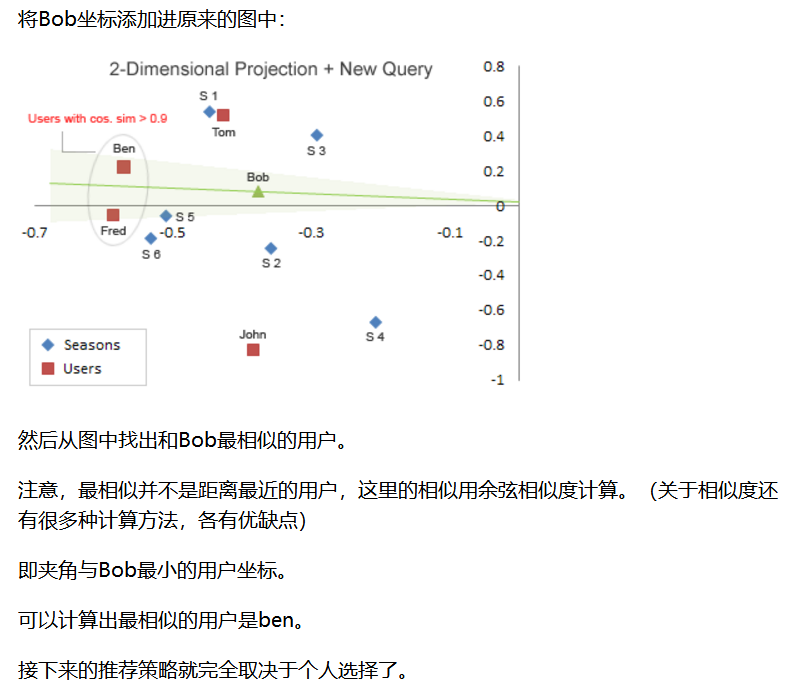 将Bob坐标添加进原来的图中：
2-Dimensional Projection + New Query
0.8
S 1
0.6
Users with cos. sim > 0.9
Tom
0.4
Ben
S 3
0.2
Bob
0
S 5
-0.7
Fred
-0.5
-0.3
-0.1
-0.2
S 6
S 2
-0.4
-0.6
John
S 4
Seasons
-0.8
Users
-1
然后从图中找出和Bob最相似的用户。
注意，最相似并不是距离最近的用户，这里的相似用余弦相似度计算。（关于相似度还
有很多种计算方法，各有优缺点）
即夹角与Bob最小的用户坐标。
可以计算出最相似的用户是ben。
接下来的推荐策略就完全取决于个人选择了。